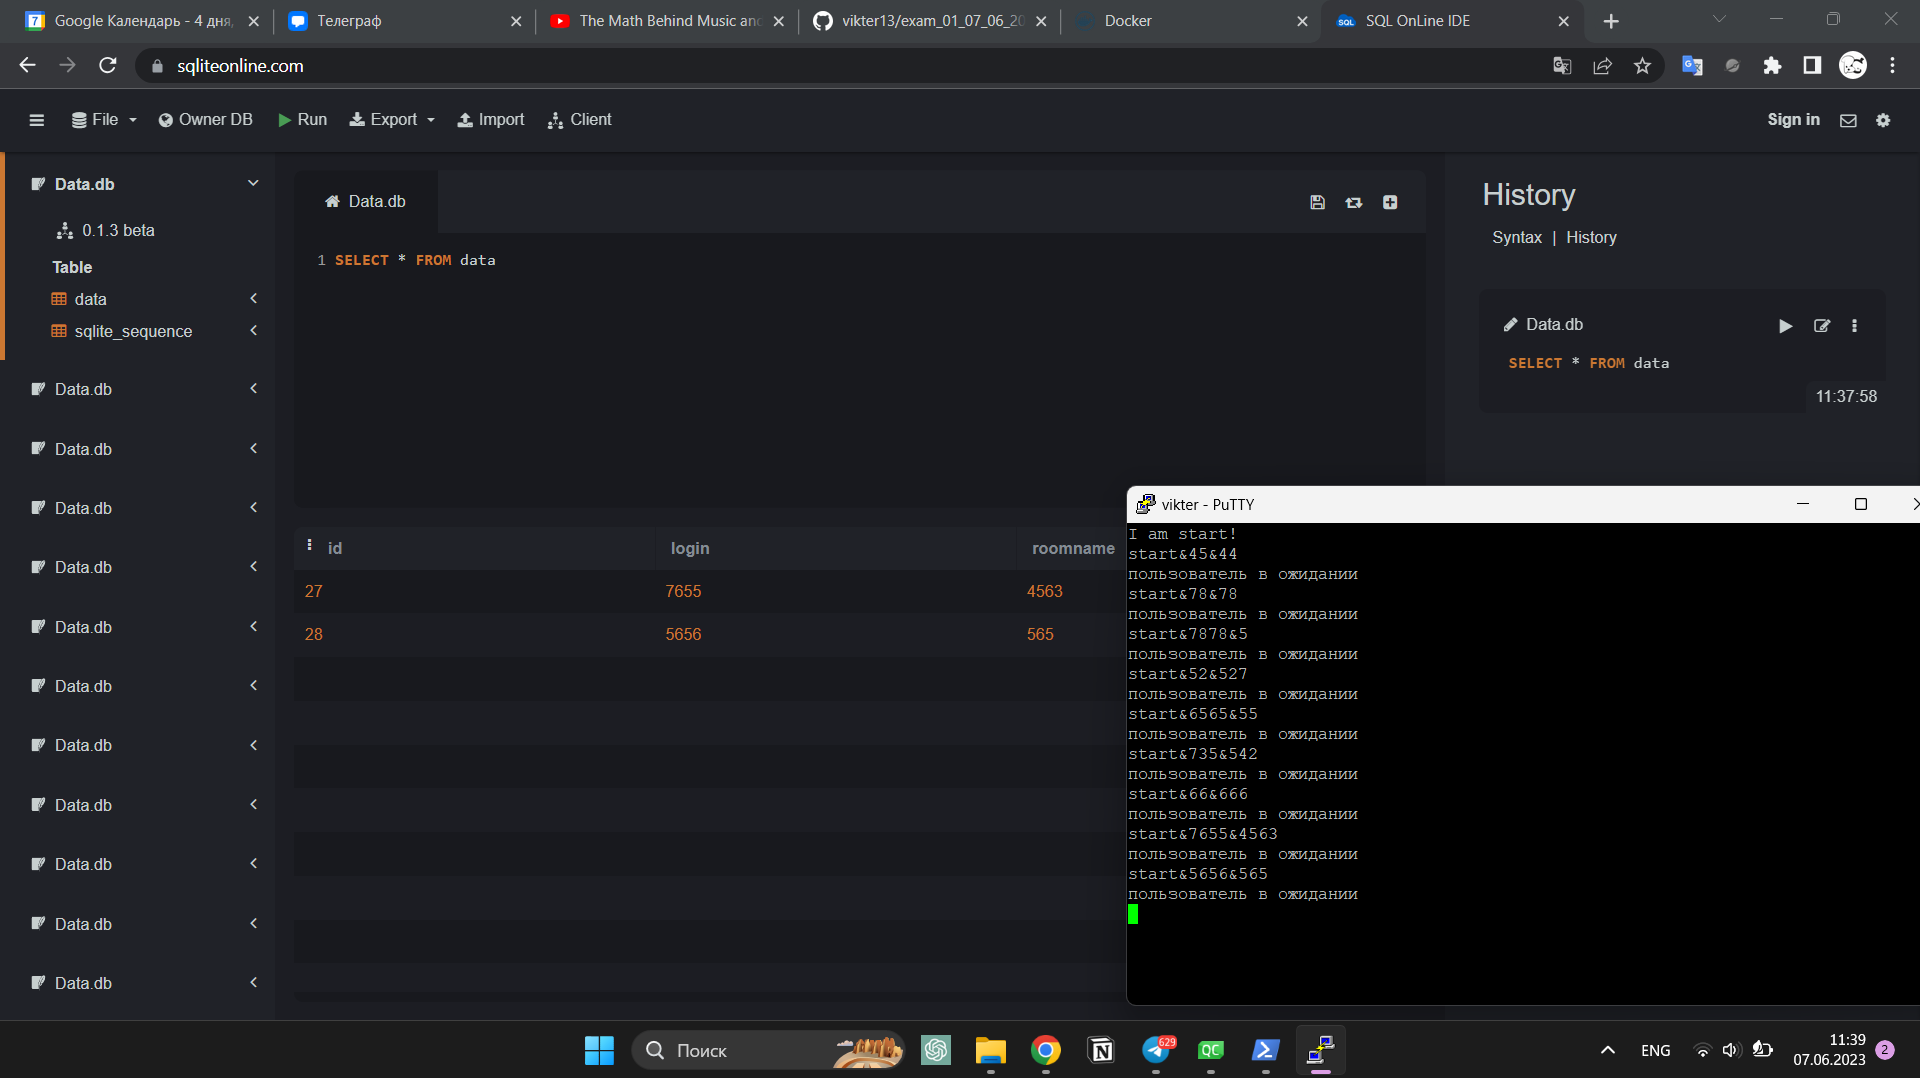 Google Календарь - 4 дня,
Телеграф
The Math Behind Music and
vikter13/exam_01_07_06_20
Docker
SQL OnLine IDE
sqliteonline.com
File
Owner DB
Run
Export
Import
Client
Sign in
Data.db
0.1.3 beta
Table
data
sqlite_sequence
Data.db
Data.db
Data.db
Data.db
Data.db
Data.db
Data.db
Data.db
Data.db
Data.db
Data.db
Data.db
1 SELECT * FROM data
id login roomname
27 7655 4563
28 5656 565
History
Syntax | History
Data.db
SELECT * FROM data
11:37:58
vikter - PuTTY
I am start!
start&45&44
пользователь в ожидании
start&78&78
пользователь в ожидании
start&7878&5
пользователь в ожидании
start&52&527
пользователь в ожидании
start&6565&55
пользователь в ожидании
start&735&542
пользователь в ожидании
start&66&666
пользователь в ожидании
start&7655&4563
пользователь в ожидании
start&5656&565
пользователь в ожидании
Поиск
629
QC
ENG
11:39
07.06.2023
2